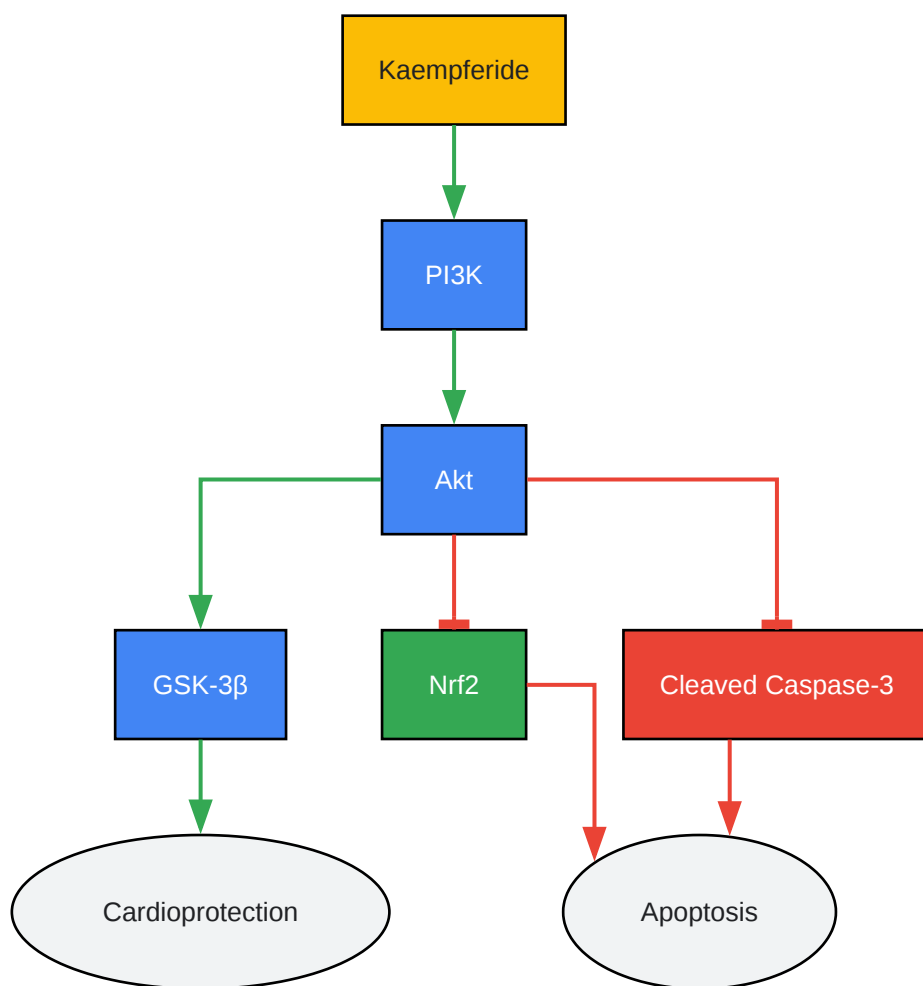 Kaempferide
PI3K
Akt
GSK-3β
Nrf2
Cleaved Caspase-3
Cardioprotection
Apoptosis